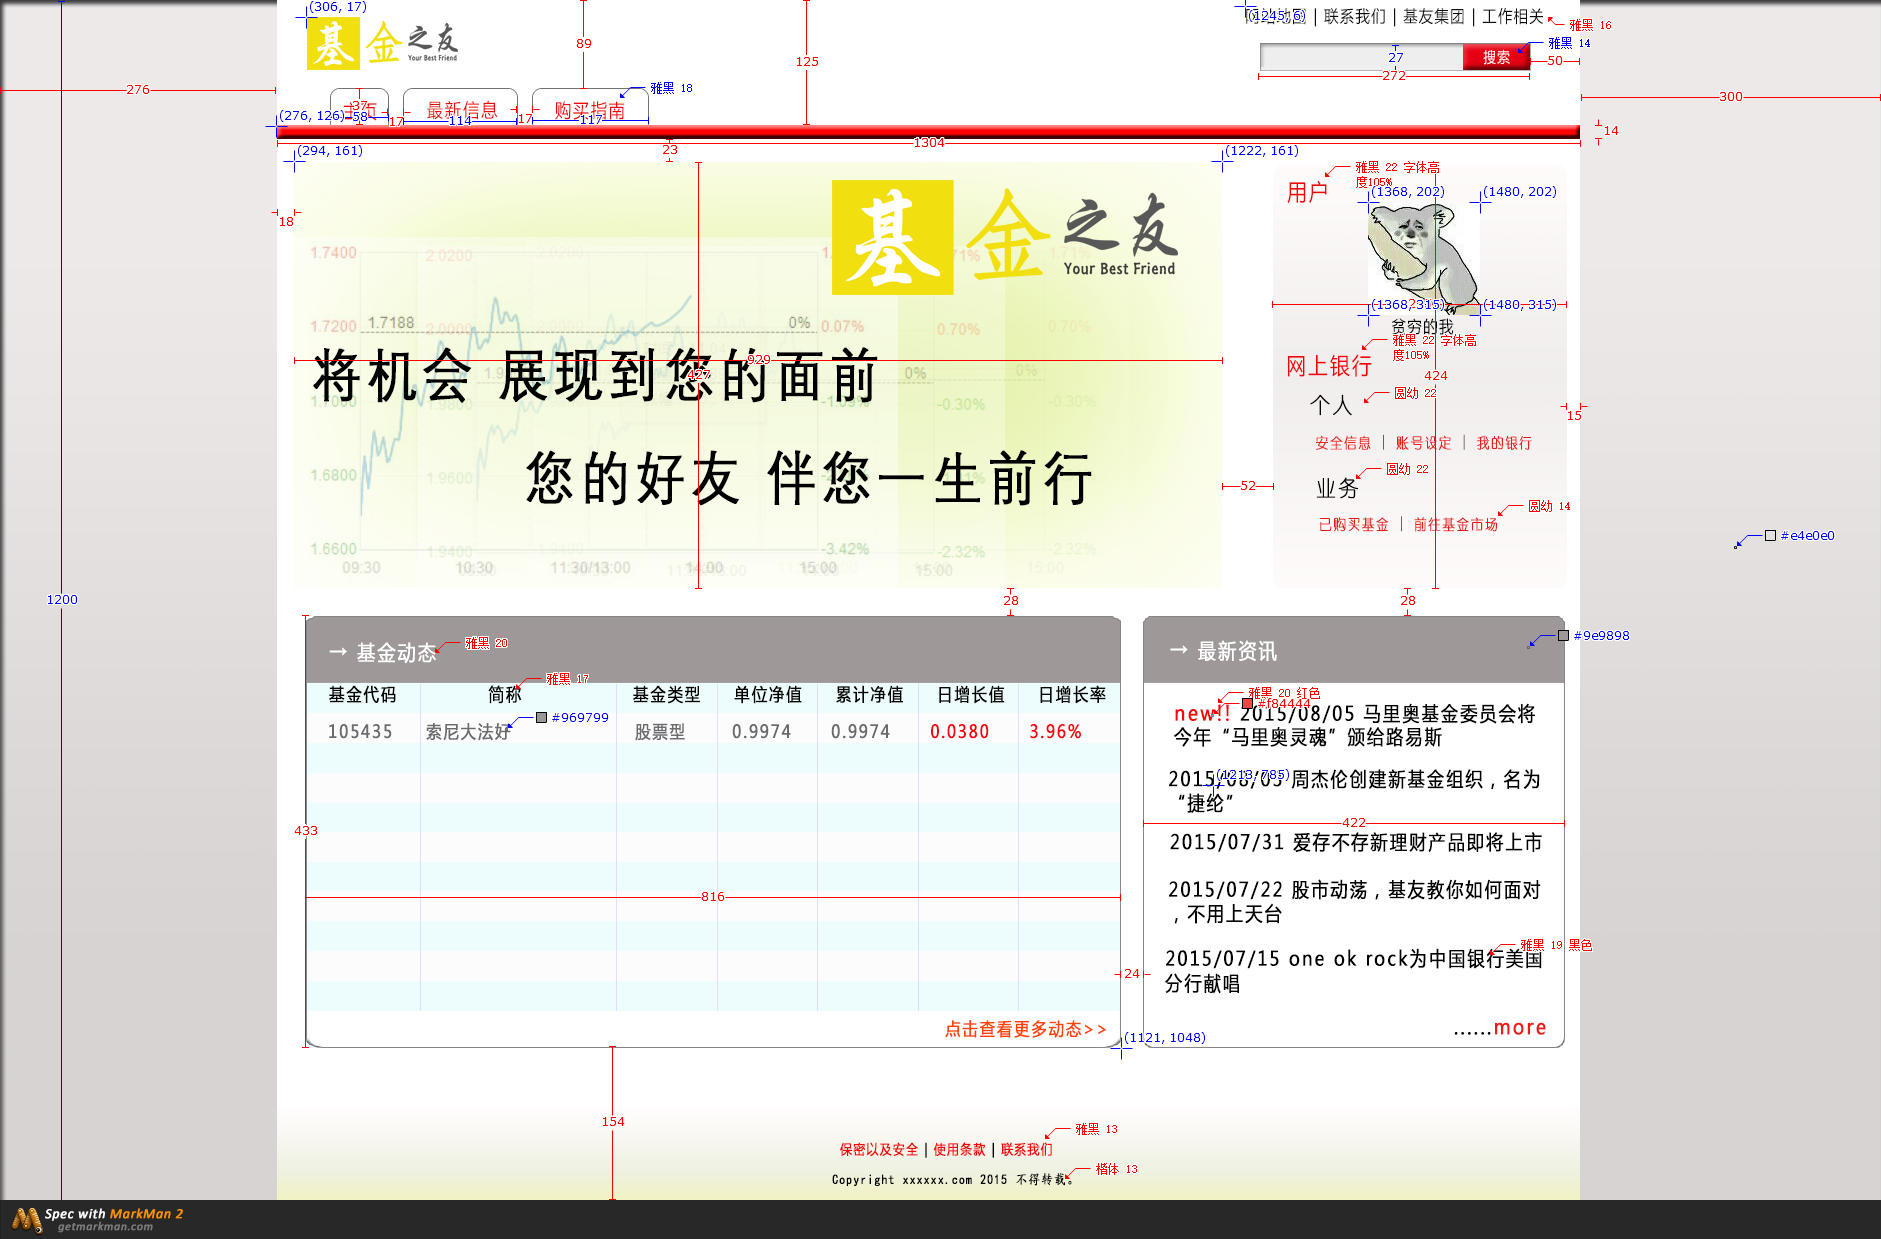 (306, 17)
基金之友
Your Best Friend
89
125
网站地图 | 联系我们 | 基友集团 | 工作相关
雅黑 16
雅黑 14
27
搜索
50
272
276
300
雅黑 18
主页
最新信息
购买指南
37
58
17
114
17
117
(276, 126)
14
1304
23
(294, 161)
(1222, 161)
18
基金之友
Your Best Friend
1.7400
2.0200
2.0200
1.7200
1.7188
2.0000
0%
0.07%
0.70%
0.70%
929
将机会 展现到您的面前
427
0%
0%
1.7000
-0.30%
-0.30%
您的好友 伴您一生前行
1.6800
1.9600
1.6600
1.9400
1.9400
-3.42%
-2.32%
-2.32%
09:30
10:30
11:30/13:00
14:00
15:00
15:00
15:00
用户
雅黑 22 字体高度105%
(1368, 202)
(1480, 202)
(1368, 315)
(1480, 315)
贫穷的我
雅黑 22 字体高度105%
网上银行
424
个人
圆幼 22
15
安全信息 | 账号设定 | 我的银行
圆幼 22
业务
52
圆幼 14
已购买基金 | 前往基金市场
#e4e0e0
1200
28
28
→ 基金动态
雅黑 20
雅黑 17
基金代码 简称 基金类型 单位净值 累计净值 日增长值 日增长率
#969799
105435 索尼大法好 股票型 0.9974 0.9974 0.0380 3.96%
433
816
24
点击查看更多动态>>
(1121, 1048)
#9e9898
→ 最新资讯
雅黑 20 红色
#f84444
new!! 2015/08/05 马里奥基金委员会将
今年“马里奥灵魂”颁给路易斯
(1213, 785)
2015/08/05 周杰伦创建新基金组织，名为
“捷纶”
422
2015/07/31 爱存不存新理财产品即将上市
2015/07/22 股市动荡，基友教你如何面对
，不用上天台
雅黑 19 黑色
2015/07/15 one ok rock为中国银行美国
分行献唱
......more
154
雅黑 13
保密以及安全 | 使用条款 | 联系我们
楷体 13
Copyright xxxxxx.com 2015 不得转载。
Spec with MarkMan 2
getmarkman.com